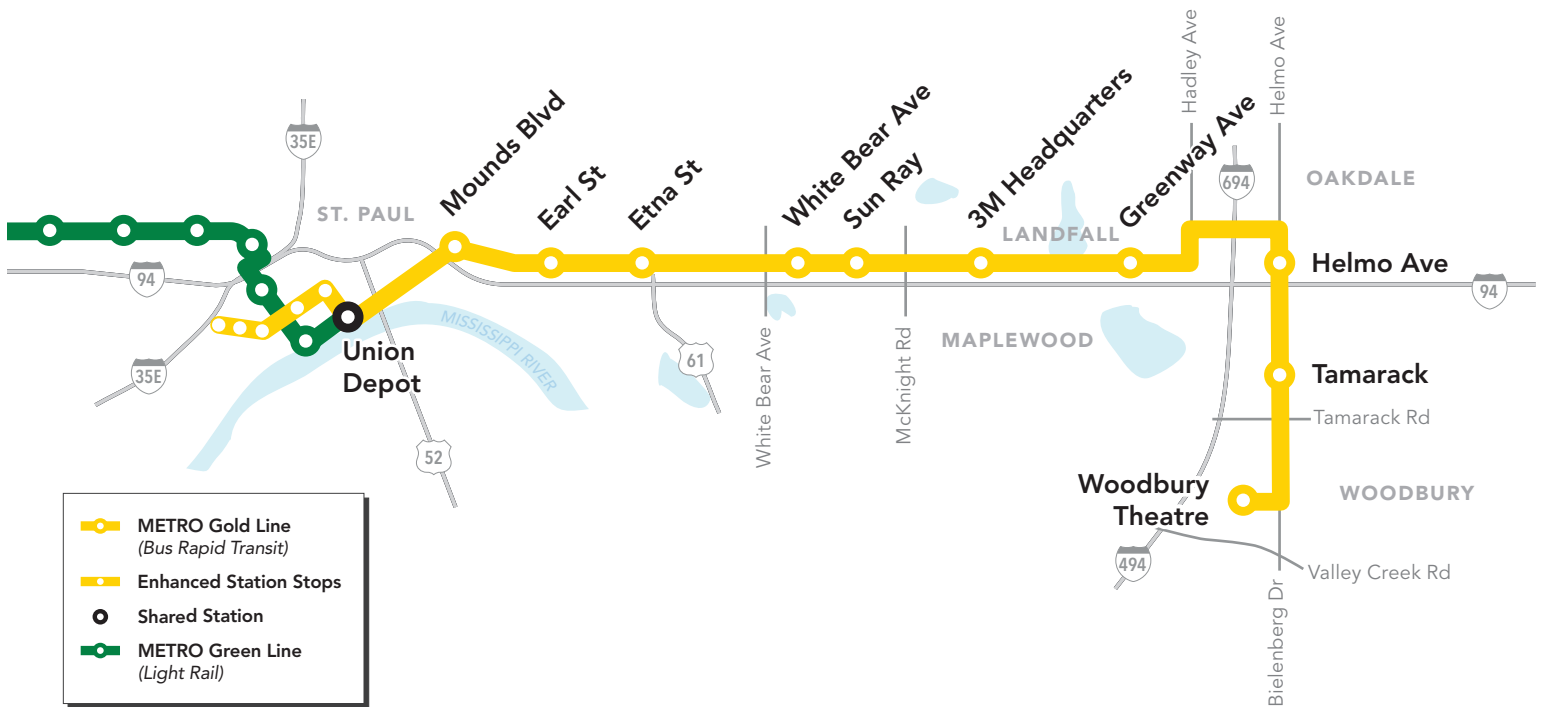 Hadley Ave
Helmo Ave
35E
Mounds Blvd
Earl St
Etna St
White Bear Ave
Sun Ray
3M Headquarters
Greenway Ave
694
OAKDALE
ST. PAUL
LANDFALL
94
Helmo Ave
94
MISSISSIPPI RIVER
MAPLEWOOD
Union
Depot
35E
61
White Bear Ave
McKnight Rd
Tamarack
Tamarack Rd
52
Woodbury
Theatre
WOODBURY
494
Valley Creek Rd
Bielenberg Dr
METRO Gold Line
(Bus Rapid Transit)
Enhanced Station Stops
Shared Station
METRO Green Line
(Light Rail)